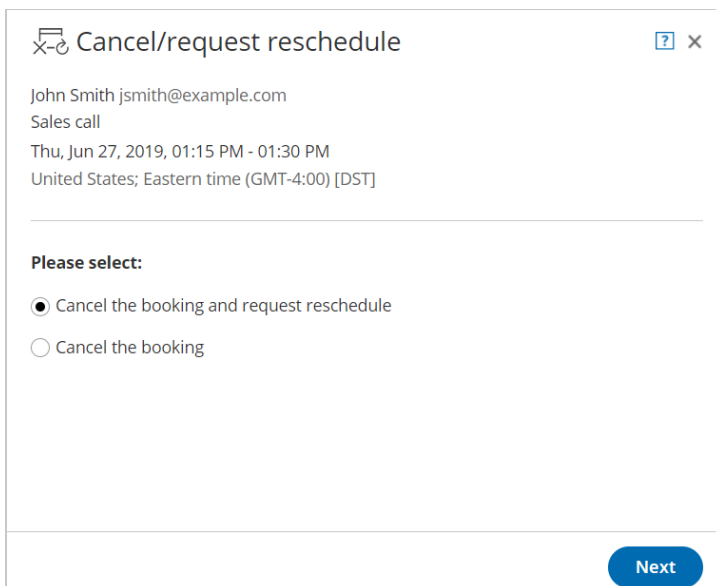 Cancel/request reschedule
?
John Smith jsmith@example.com
Sales call
Thu, Jun 27, 2019, 01:15 PM - 01:30 PM
United States; Eastern time (GMT-4:00) [DST]
Please select:
Cancel the booking and request reschedule
Cancel the booking
Next